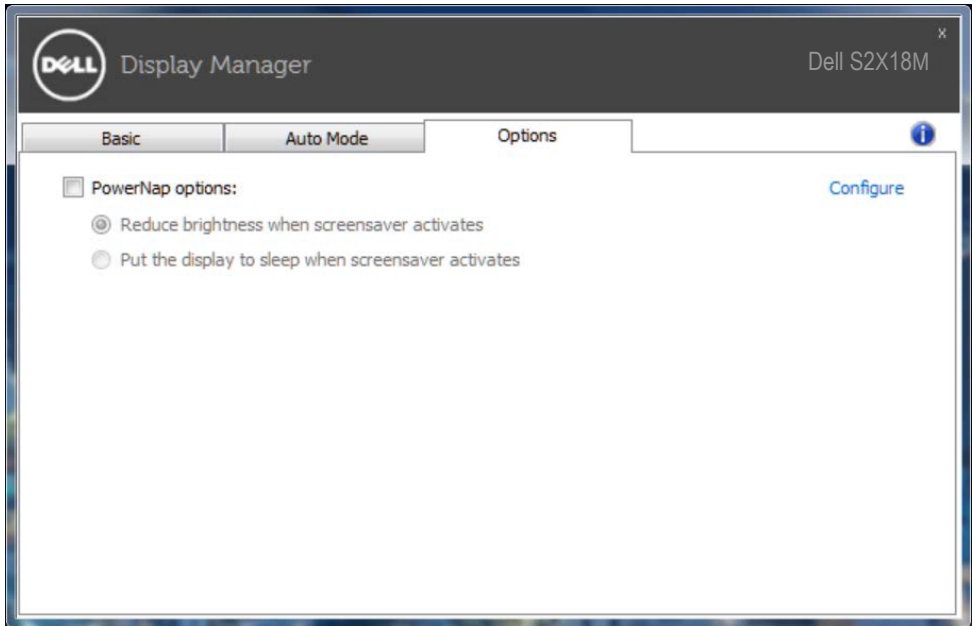 DELL Display Manager
x
Dell S2X18M
Basic Auto Mode Options
i
PowerNap options: Configure
Reduce brightness when screensaver activates
Put the display to sleep when screensaver activates